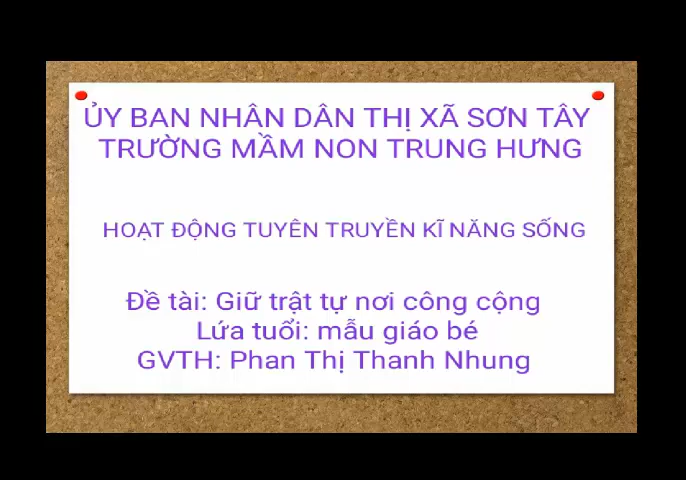 ỦY BAN NHÂN DÂN THỊ XÃ SƠN TÂY
TRƯỜNG MẦM NON TRUNG HƯNG
HOẠT ĐỘNG TUYÊN TRUYỀN KĨ NĂNG SỐNG
Đề tài: Giữ trật tự nơi công cộng
Lứa tuổi: mẫu giáo bé
GVTH: Phan Thị Thanh Nhung